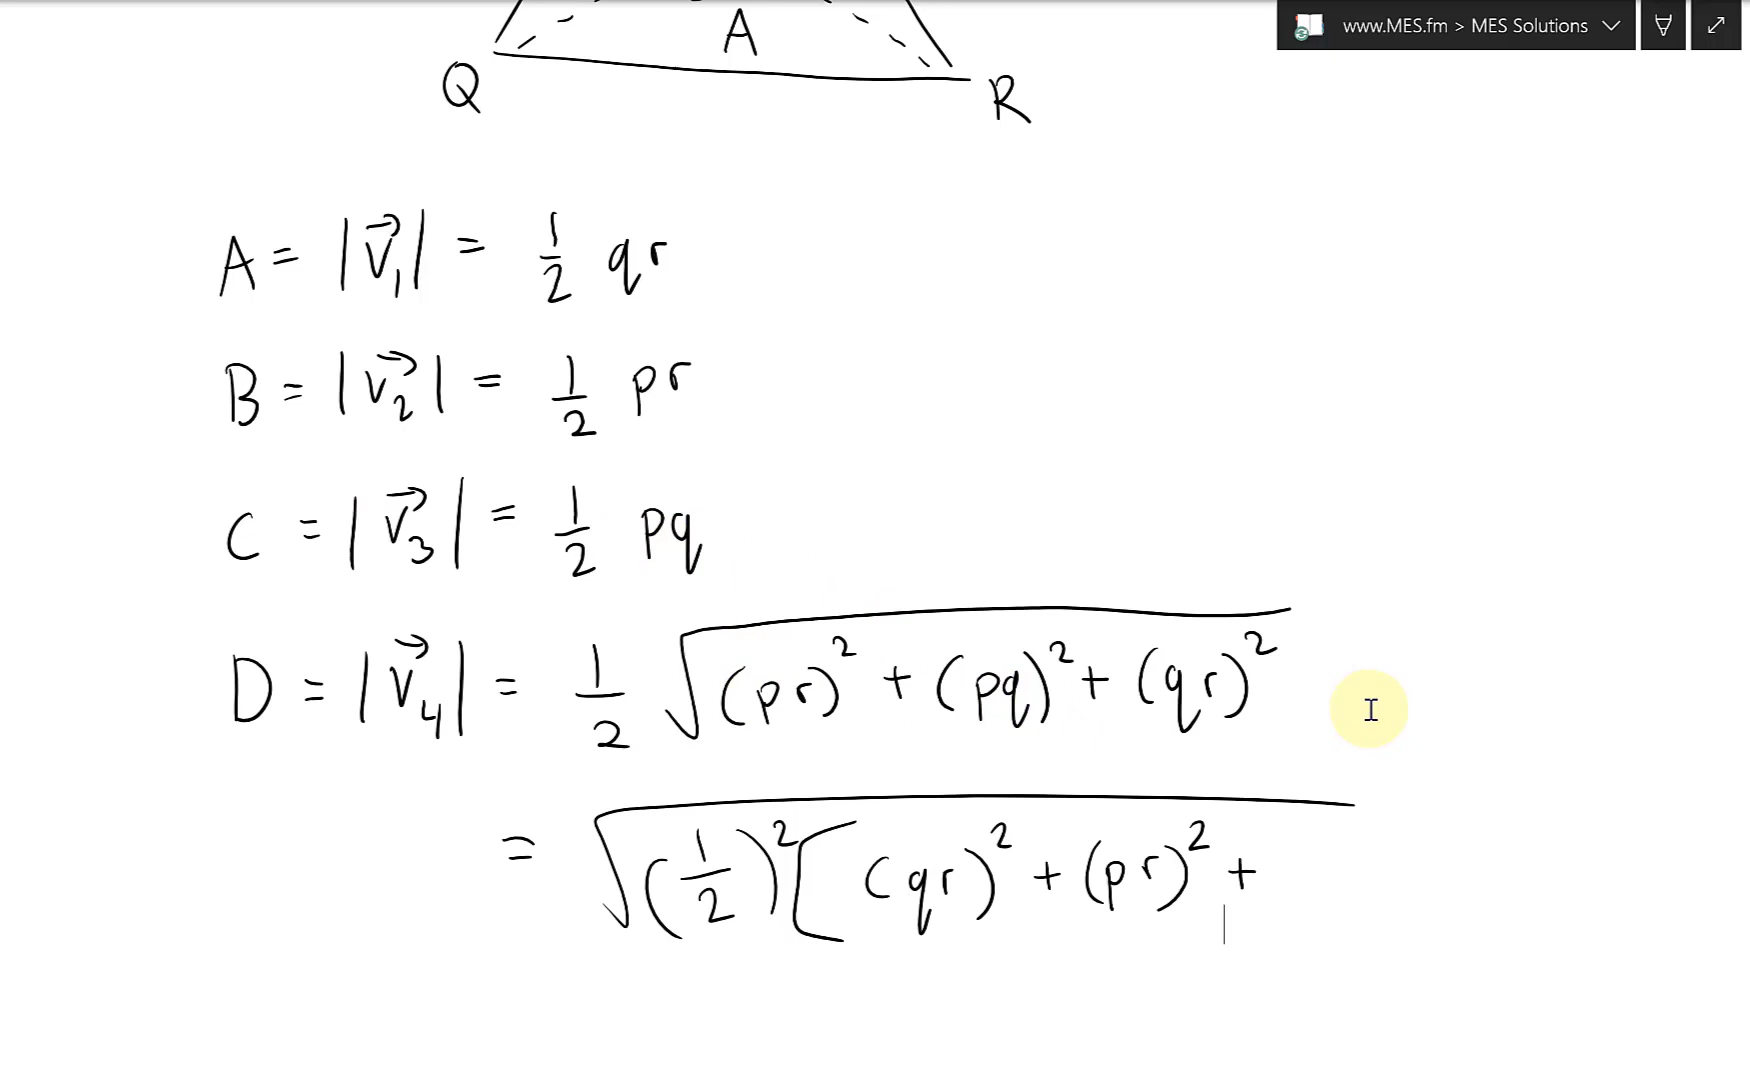 www.MES.fm > MES Solutions
A
Q R
A = |v⃗₁| = 1/2 qr
B = |v⃗₂| = 1/2 pr
C = |v⃗₃| = 1/2 pq
D = |v⃗₄| = 1/2 √((pr)² + (pq)² + (qr)²)
= √((1/2)² [(qr)² + (pr)² +